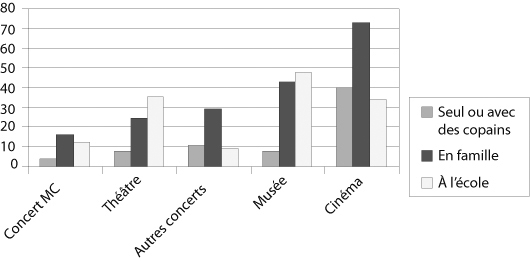 80
70
60
50
40
30
20
10
0
Concert MC
Théâtre
Autres concerts
Musée
Cinéma
Seul ou avec
des copains
En famille
À l'école